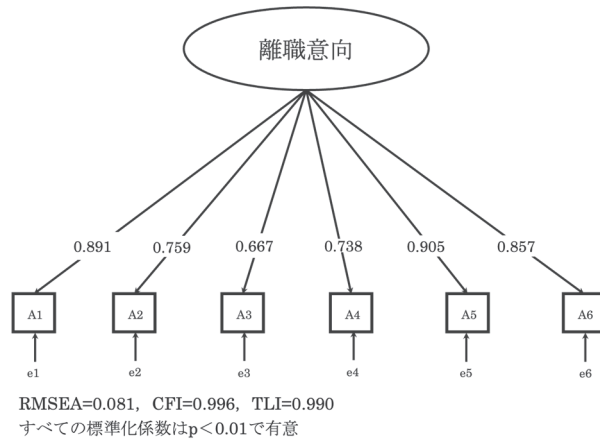 離職意向
0.891 0.759 0.667 0.738 0.905 0.857
A1 A2 A3 A4 A5 A6
e1 e2 e3 e4 e5 e6
RMSEA=0.081, CFI=0.996, TLI=0.990
すべての標準化係数はp＜0.01で有意